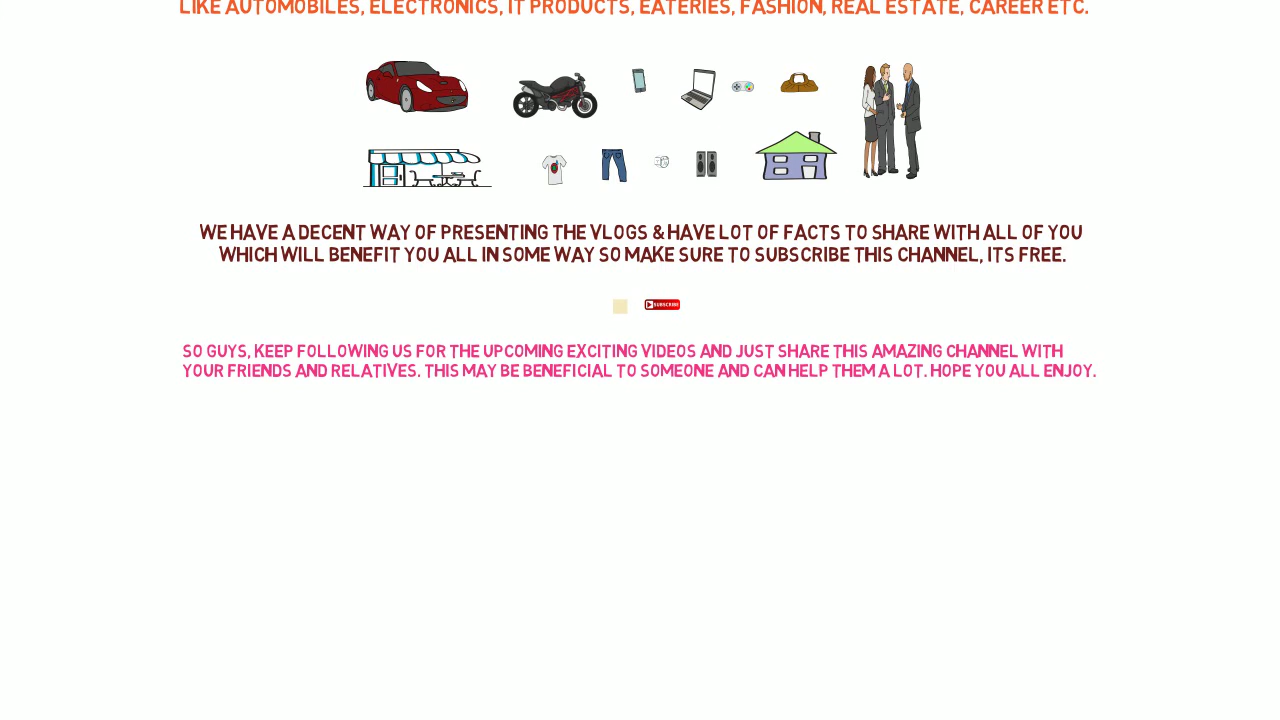 LIKE AUTOMOBILES, ELECTRONICS, IT PRODUCTS, EATERIES, FASHION, REAL ESTATE, CAREER ETC.
WE HAVE A DECENT WAY OF PRESENTING THE VLOGS & HAVE LOT OF FACTS TO SHARE WITH ALL OF YOU
WHICH WILL BENEFIT YOU ALL IN SOME WAY SO MAKE SURE TO SUBSCRIBE THIS CHANNEL, ITS FREE.
SUBSCRIBE
SO GUYS, KEEP FOLLOWING US FOR THE UPCOMING EXCITING VIDEOS AND JUST SHARE THIS AMAZING CHANNEL WITH
YOUR FRIENDS AND RELATIVES. THIS MAY BE BENEFICIAL TO SOMEONE AND CAN HELP THEM A LOT. HOPE YOU ALL ENJOY.